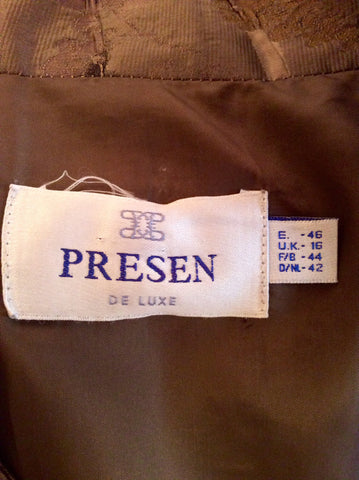 PRESEN
DE LUXE
E. -46
U.K.- 16
F/B - 44
D/NL- 42